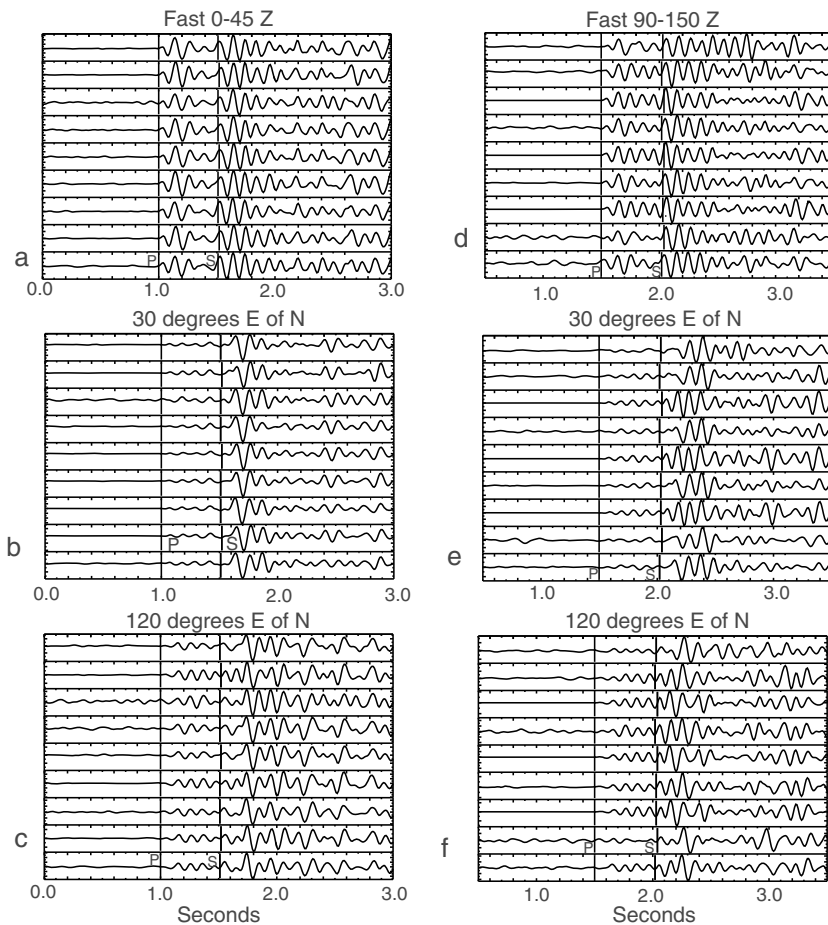 Fast 0-45 Z
a
P S
0.0 1.0 2.0 3.0
30 degrees E of N
b
P S
0.0 1.0 2.0 3.0
120 degrees E of N
c
P S
0.0 1.0 2.0 3.0
Seconds
Fast 90-150 Z
d
P S
1.0 2.0 3.0
30 degrees E of N
e
P S
1.0 2.0 3.0
120 degrees E of N
f
P S
1.0 2.0 3.0
Seconds